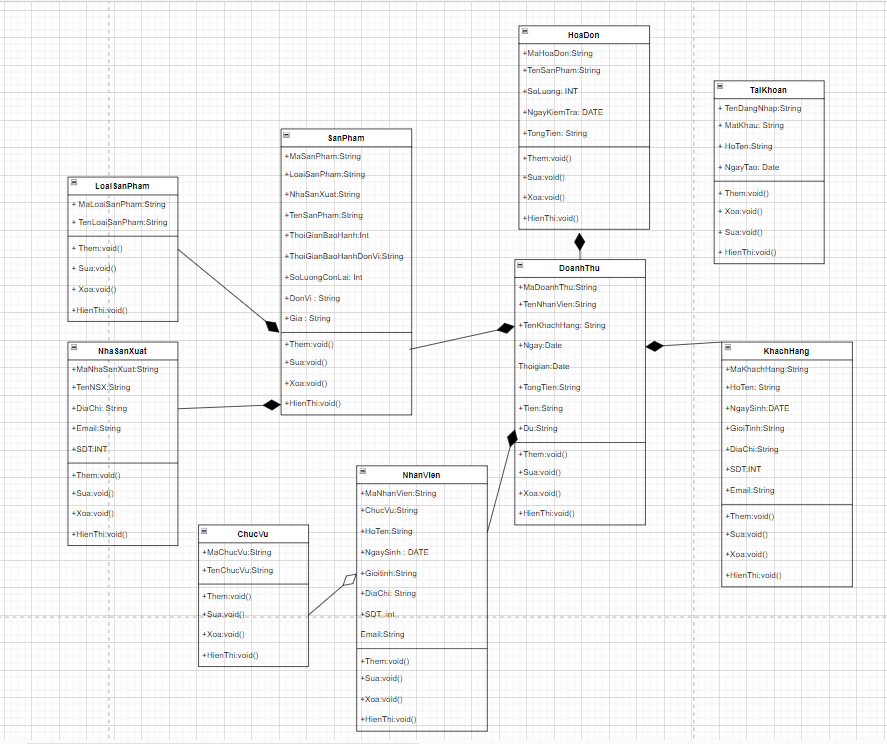 HoaDon
+MaHoaDon:String
+TenSanPham:String
+SoLuong: INT
+NgayKiemTra: DATE
+TongTien: String
+Them:void()
+Sua:void()
+Xoa:void()
+HienThi:void()
TaiKhoan
+ TenDangNhap:String
+ MatKhau: String
+ HoTen:String
+ NgayTao: Date
+ Them:void()
+ Xoa:void()
+ Sua:void()
+ HienThi:void()
SanPham
+MaSanPham:String
+LoaiSanPham:String
+NhaSanXuat:String
+TenSanPham:String
+ThoiGianBaoHanh:Int
+ThoiGianBaoHanhDonVi:String
+SoLuongConLai: Int
+DonVi : String
+Gia : String
+Them:void()
+Sua:void()
+Xoa:void()
+HienThi:void()
LoaiSanPham
+ MaLoaiSanPham:String
+ TenLoaiSanPham:String
+ Them:void()
+ Sua:void()
+ Xoa:void()
+HienThi:void()
DoanhThu
+MaDoanhThu:String
+TenNhanVien:String
+TenKhachHang: String
+Ngay:Date
Thoigian:Date
+TongTien:String
+Tien:String
+Du:String
+Them:void()
+Sua:void()
+Xoa:void()
+HienThi:void()
NhaSanXuat
+MaNhaSanXuat:String
+TenNSX:String
+DiaChi: String
+Email:String
+SDT:INT
+Them:void()
+Sua:void()
+Xoa:void()
+HienThi:void()
KhachHang
+MaKhachHang:String
+HoTen: String
+NgaySinh:DATE
+GioiTinh:String
+DiaChi:String
+SDT:INT
+Email:String
+Them:void()
+Sua:void()
+Xoa:void()
+HienThi:void()
NhanVien
+MaNhanVien:String
+ChucVu:String
+HoTen:String
+NgaySinh : DATE
+Gioitinh:String
+DiaChi: String
+SDT :int
Email:String
+Them:void()
+Sua:void()
+Xoa:void()
+HienThi:void()
ChucVu
+MaChucVu:String
+TenChucVu:String
+Them:void()
+Sua:void()
+Xoa:void()
+HienThi:void()